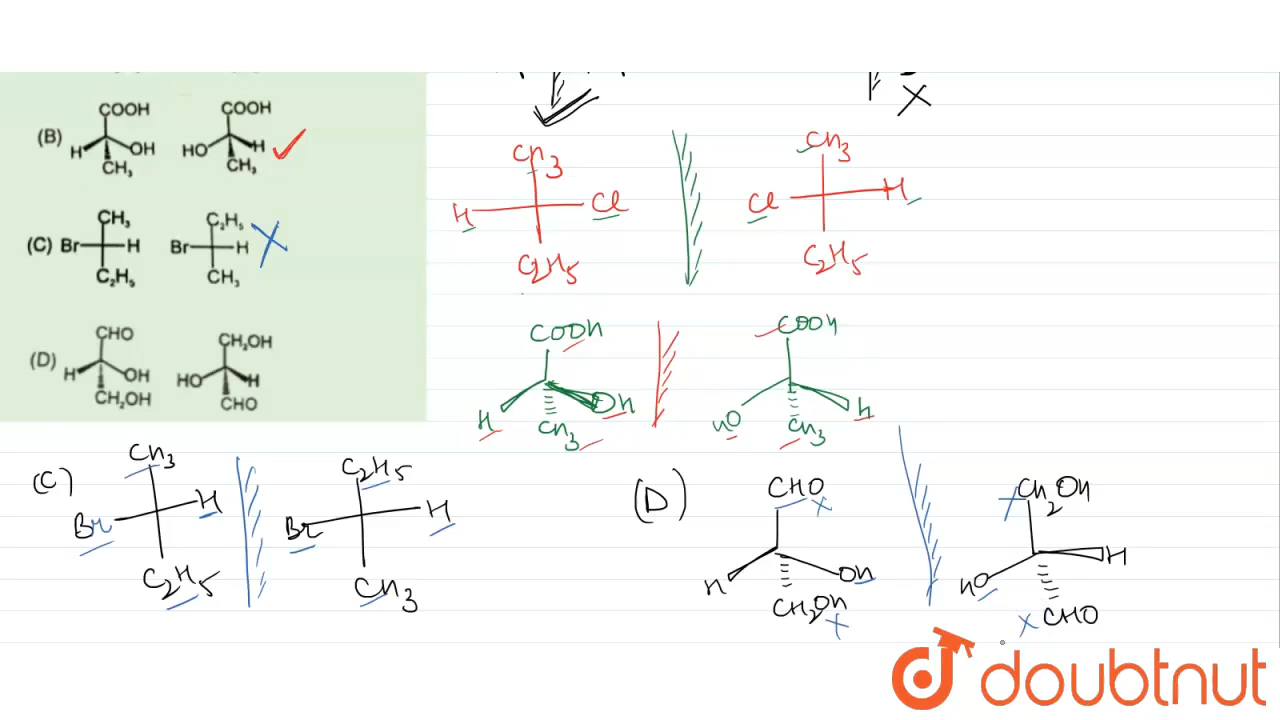 COOH COOH
(B) H OH HO H
CH₃ CH₃
CH₃ C₂H₅
(C) Br H Br H
C₂H₅ CH₃
CHO CH₂OH
(D) H OH HO H
CH₂OH CHO
CH3 CH3
H Cl Cl H
C2H5 C2H5
COOH COOH
H OH HO H
CH3 CH3
(C) CH3 C2H5
Br H Br H
C2H5 CH3
(D) CHO CH2OH
H OH HO H
CH2OH CHO
doubtnut